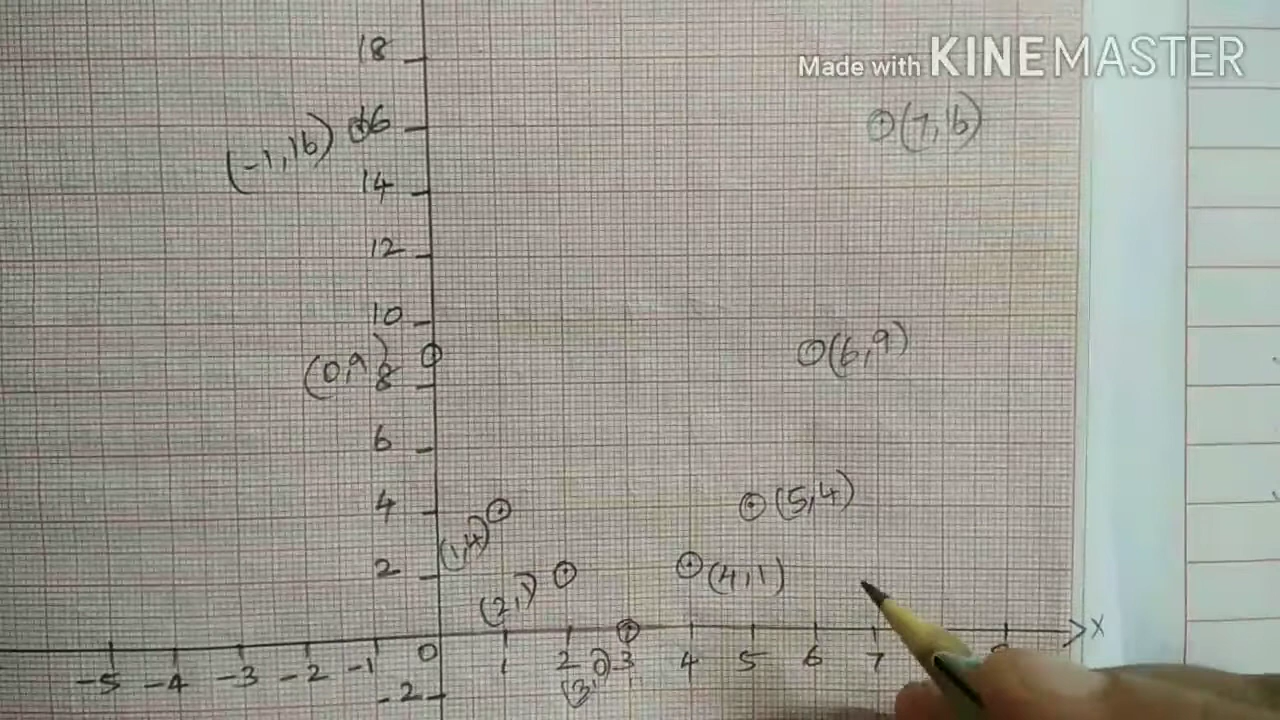 Made with KINEMASTER
18
(-1,16) 16 (7,16)
14
12
10
(0,9) 8 (6,9)
6
4 (5,4)
(1,4)
2 (4,1)
(2,1)
X
-5 -4 -3 -2 -1 0 1 2 3 4 5 6 7
-2